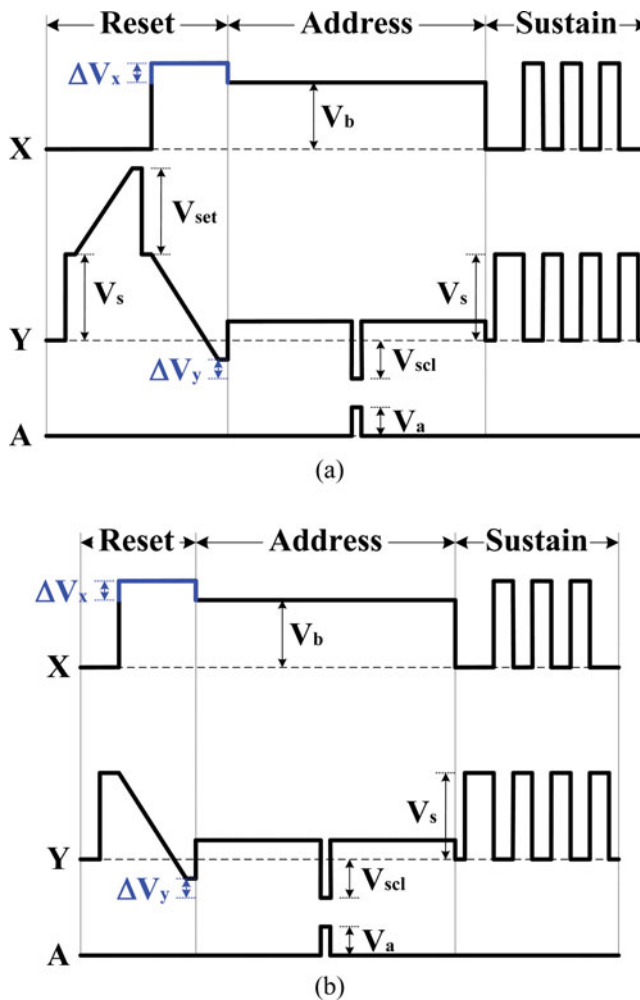 Reset Address Sustain
ΔVx
Vb
X
Vset
Vs Vs
Y
ΔVy Vscl
Va
A
(a)
Reset Address Sustain
ΔVx
Vb
X
Vs
Y
ΔVy Vscl
Va
A
(b)